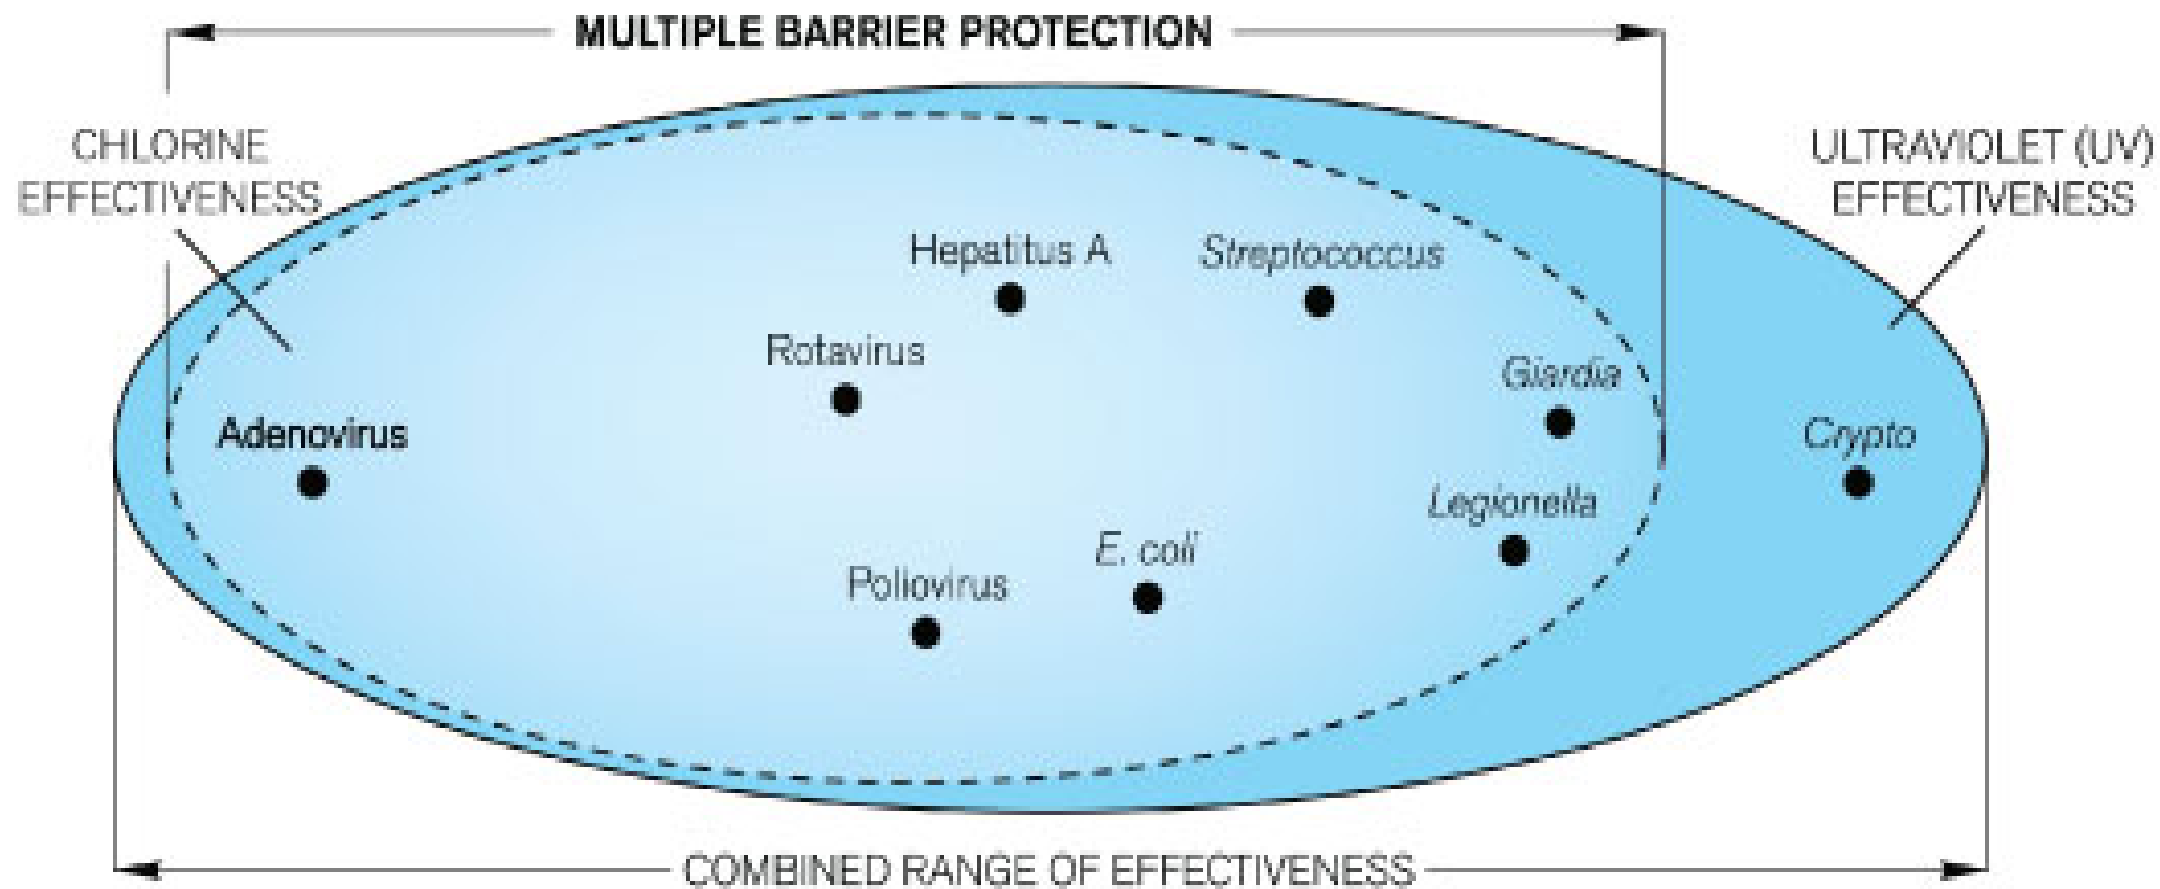 MULTIPLE BARRIER PROTECTION
CHLORINE
EFFECTIVENESS
ULTRAVIOLET (UV)
EFFECTIVENESS
Hepatitus A
Streptococcus
Rotavirus
Giardia
Adenovirus
Crypto
Legionella
E. coli
Poliovirus
COMBINED RANGE OF EFFECTIVENESS